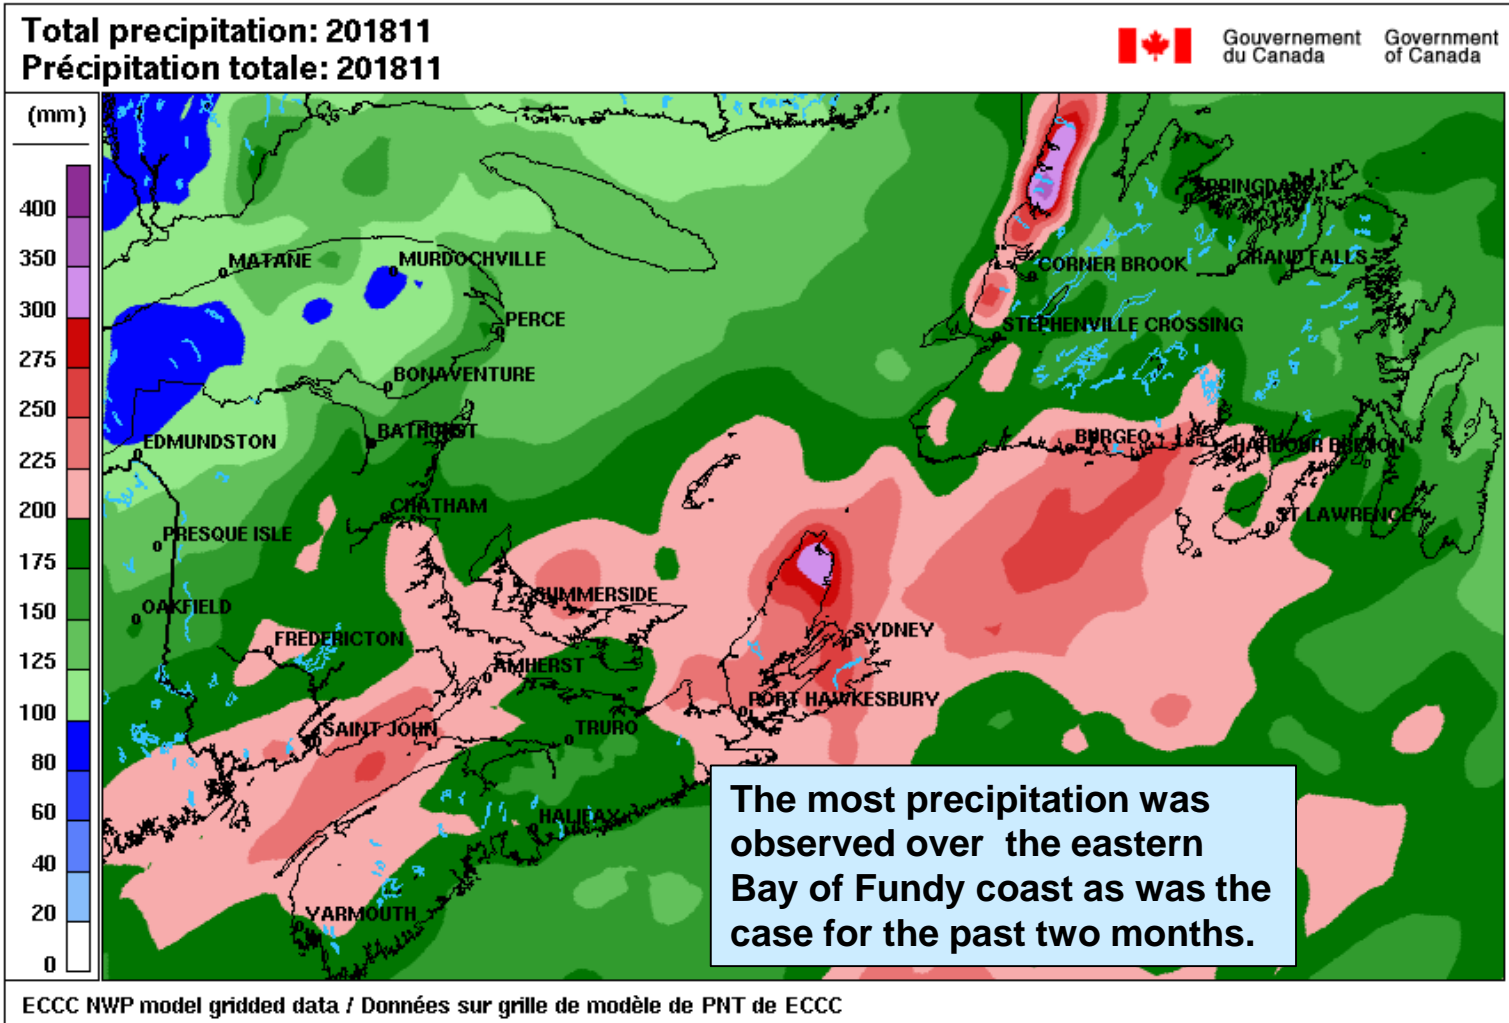 Total precipitation: 201811
Précipitation totale: 201811
Gouvernement du Canada
Government of Canada
(mm)
400
350
300
275
250
225
200
175
150
125
100
80
60
40
20
0
SPRINGDALE
MATANE
MURDOCHVILLE
CORNER BROOK
GRAND FALLS
PERCE
STEPHENVILLE CROSSING
BONAVENTURE
BATHURST
EDMUNDSTON
BURGEO
HARBOUR BRETON
CHATHAM
ST LAWRENCE
PRESQUE ISLE
OAKFIELD
SUMMERSIDE
FREDERICTON
SYDNEY
AMHERST
PORT HAWKESBURY
SAINT JOHN
TRURO
HALIFAX
YARMOUTH
The most precipitation was
observed over the eastern
Bay of Fundy coast as was the
case for the past two months.
ECCC NWP model gridded data / Données sur grille de modèle de PNT de ECCC